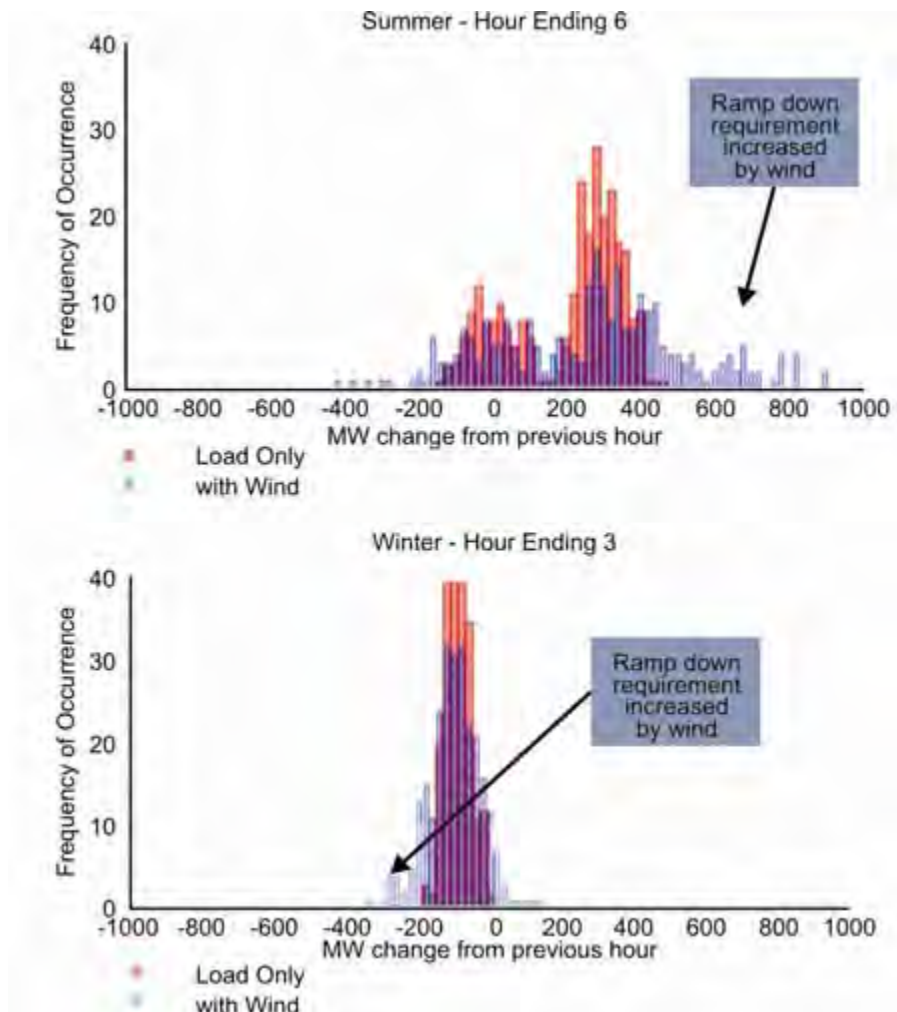 Summer - Hour Ending 6
Frequency of Occurrence
40
30
20
10
0
Ramp down
requirement
increased
by wind
-1000 -800 -600 -400 -200 0 200 400 600 800 1000
MW change from previous hour
Load Only
with Wind
Winter - Hour Ending 3
Frequency of Occurrence
40
30
20
10
0
Ramp down
requirement
increased
by wind
-1000 -800 -600 -400 -200 0 200 400 600 800 1000
MW change from previous hour
Load Only
with Wind